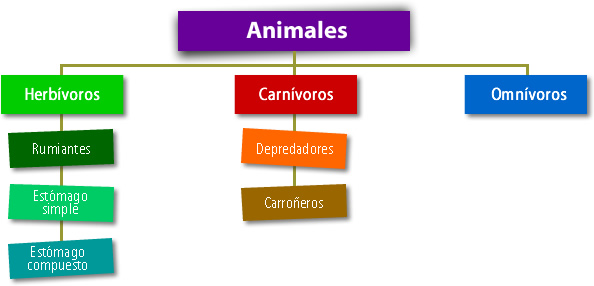 Animales
Herbívoros
Carnívoros
Omnívoros
Rumiantes
Depredadores
Estómago
simple
Carroñeros
Estómago
compuesto